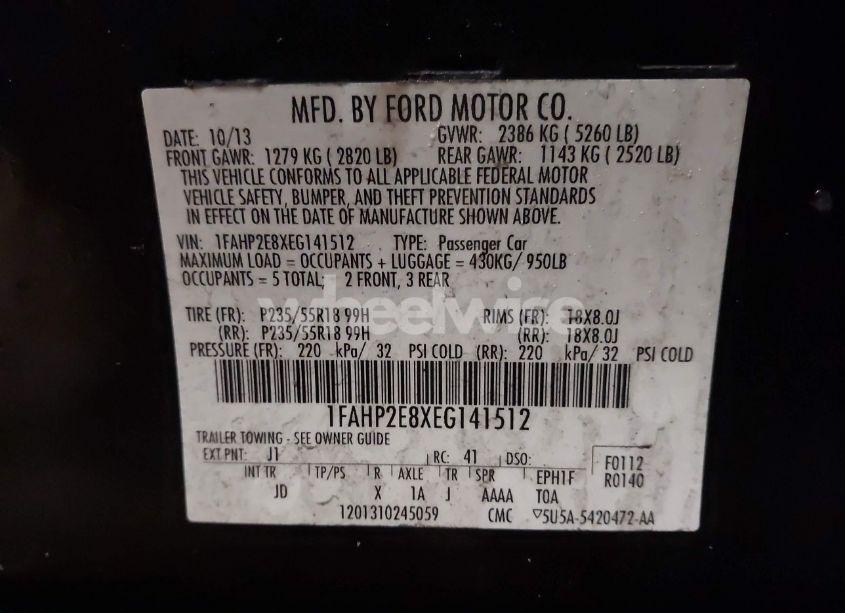 MFD. BY FORD MOTOR CO.
DATE: 10/13 GVWR: 2386 KG ( 5260 LB)
FRONT GAWR: 1279 KG ( 2820 LB) REAR GAWR: 1143 KG ( 2520 LB)
THIS VEHICLE CONFORMS TO ALL APPLICABLE FEDERAL MOTOR
VEHICLE SAFETY, BUMPER, AND THEFT PREVENTION STANDARDS
IN EFFECT ON THE DATE OF MANUFACTURE SHOWN ABOVE.
VIN: 1FAHP2E8XEG141512 TYPE: Passenger Car
MAXIMUM LOAD = OCCUPANTS + LUGGAGE = 430KG/ 950LB
OCCUPANTS = 5 TOTAL; 2 FRONT, 3 REAR
wheelwire
TIRE (FR): P235/55R18 99H RIMS (FR): 18X8.0J
(RR): P235/55R18 99H (RR): 18X8.0J
PRESSURE (FR): 220 kPa/ 32 PSI COLD (RR): 220 kPa/ 32 PSI COLD
1FAHP2E8XEG141512
TRAILER TOWING - SEE OWNER GUIDE
EXT PNT: J1 RC: 41 DSO: F0112
INT TR TP/PS R AXLE TR SPR EPH1F R0140
JD X 1A J AAAA TOA
1201310245059 CMC ▽5U5A-5420472-AA